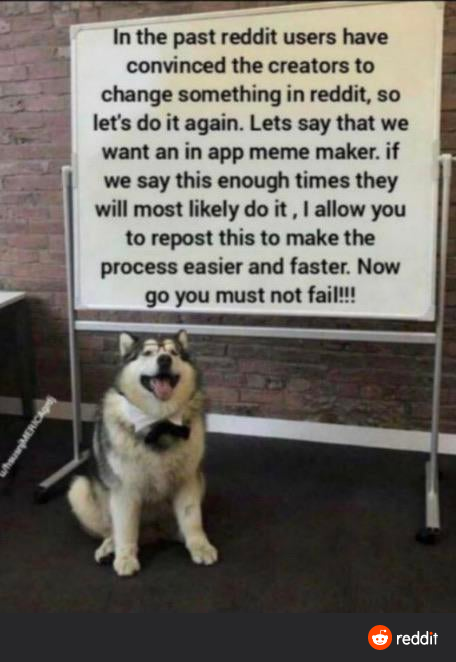 In the past reddit users have
convinced the creators to
change something in reddit, so
let's do it again. Lets say that we
want an in app meme maker. if
we say this enough times they
will most likely do it , I allow you
to repost this to make the
process easier and faster. Now
go you must not fail!!!
reddit